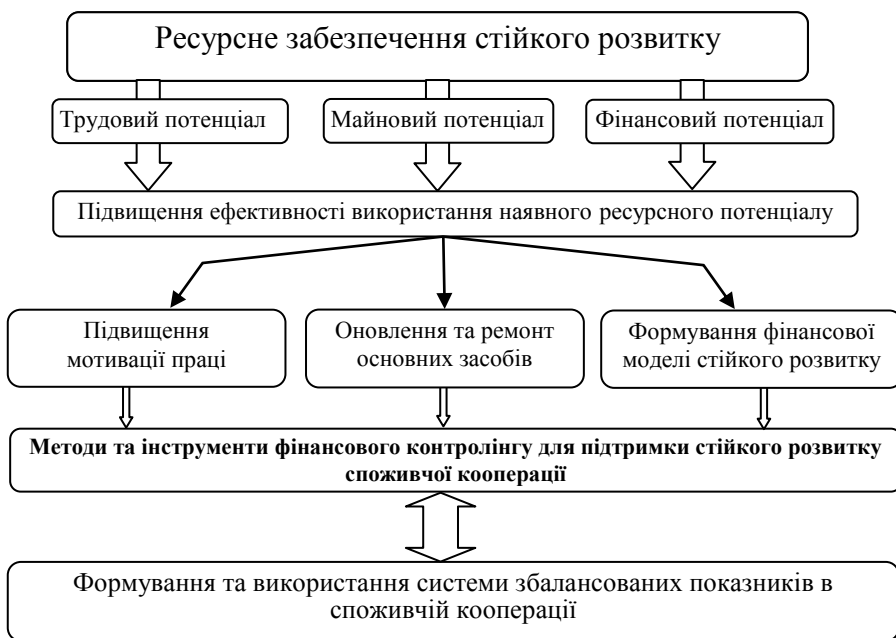 Ресурсне забезпечення стійкого розвитку
Трудовий потенціал
Майновий потенціал
Фінансовий потенціал
Підвищення ефективності використання наявного ресурсного потенціалу
Підвищення
мотивації праці
Оновлення та ремонт
основних засобів
Формування фінансової
моделі стійкого розвитку
Методи та інструменти фінансового контролінгу для підтримки стійкого розвитку
споживчої кооперації
Формування та використання системи збалансованих показників в
споживчій кооперації